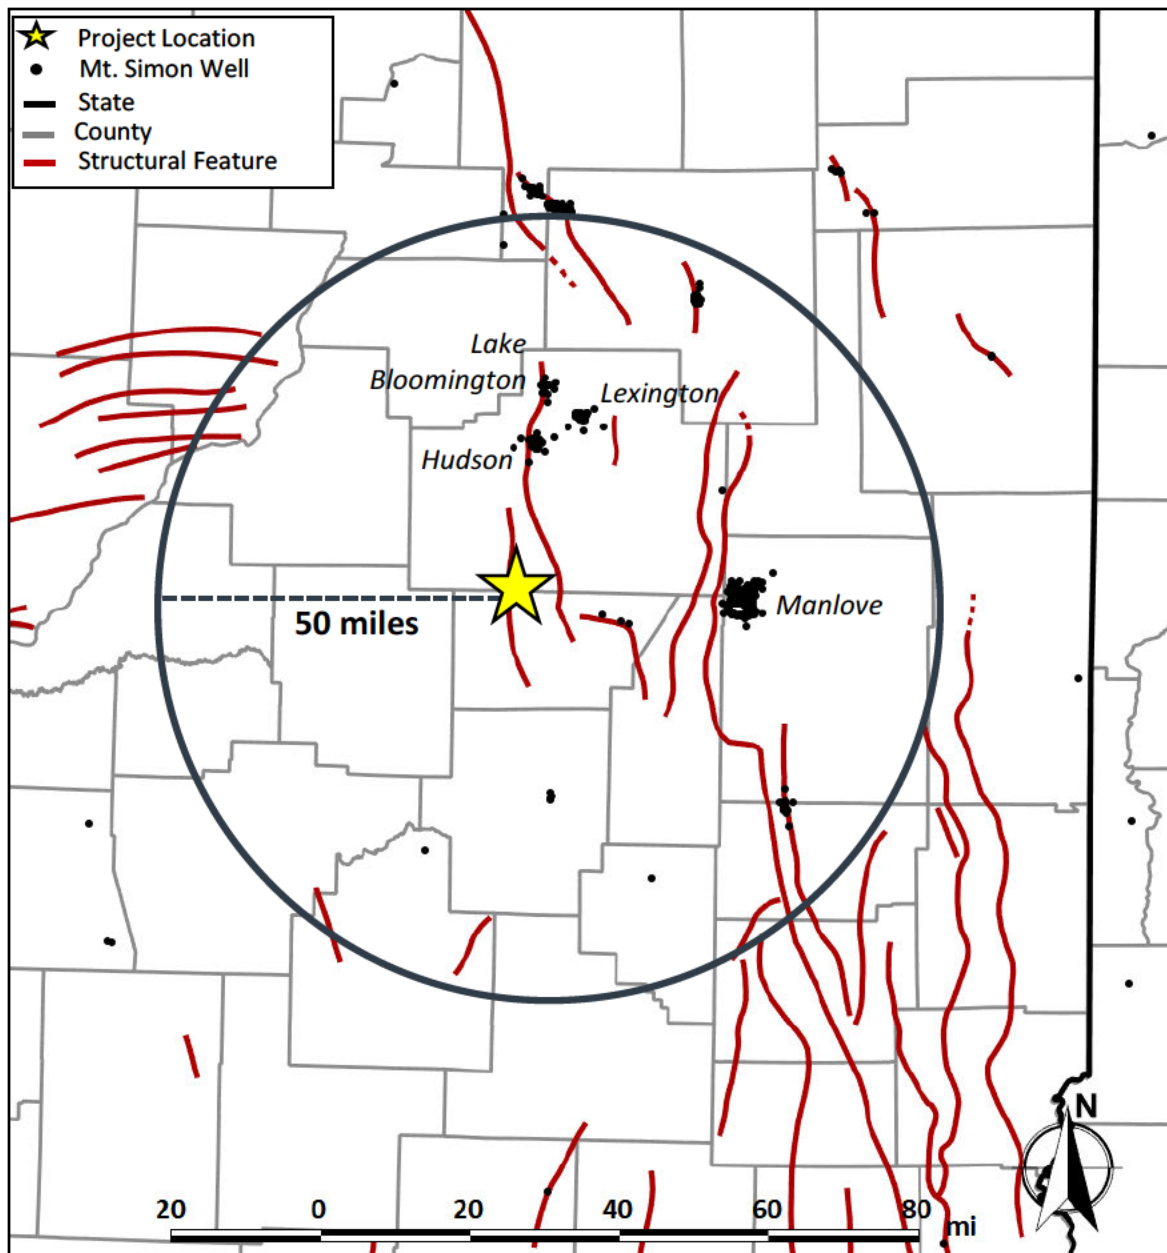 Project Location
Mt. Simon Well
State
County
Structural Feature
Lake
Bloomington
Lexington
Hudson
Manlove
50 miles
N
20 0 20 40 60 80 mi